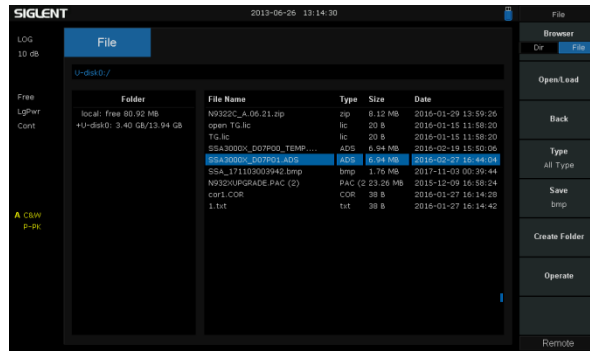 SIGLENT 2013-06-26 13:14:30 File
LOG
10 dB
Free
LgPwr
Cont
A C&W
P-PK
File
U-disk0:/
Folder
local: free 80.92 MB
+U-disk0: 3.40 GB/13.94 GB
File Name Type Size Date
N9322C_A.06.21.zip zip 8.12 MB 2016-01-29 13:59:26
open TG.lic lic 20 B 2016-01-15 11:58:20
TG.lic lic 20 B 2016-01-15 11:58:20
SSA3000X_D07P00_TEMP.... ADS 6.94 MB 2016-02-19 15:50:06
SSA3000X_D07P01.ADS ADS 6.94 MB 2016-02-27 16:44:04
SSA_171103003942.bmp bmp 1.76 MB 2017-11-03 00:39:44
N932XUPGRADE.PAC (2) PAC (2 23.26 MB 2015-12-09 16:58:24
cor1.COR COR 38 B 2016-01-27 16:14:28
1.txt txt 38 B 2016-01-27 16:14:42
Browser
Dir File
Open/Load
Back
Type
All Type
Save
bmp
Create Folder
Operate
Remote